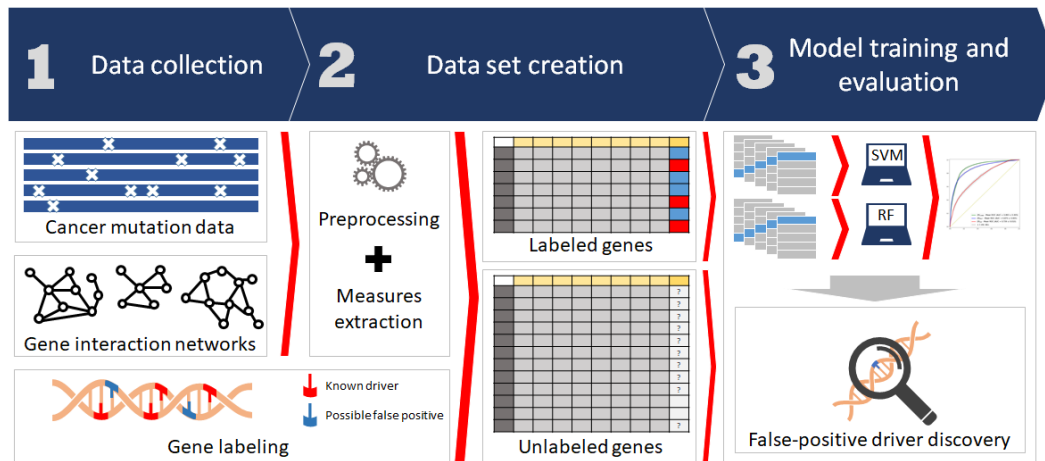 1 Data collection
2 Data set creation
3 Model training and
evaluation
Cancer mutation data
Gene interaction networks
Known driver
Possible false positive
Gene labeling
Preprocessing
+
Measures
extraction
Labeled genes
?
?
?
?
?
?
?
?
?
?
Unlabeled genes
SVM
RF
False-positive driver discovery